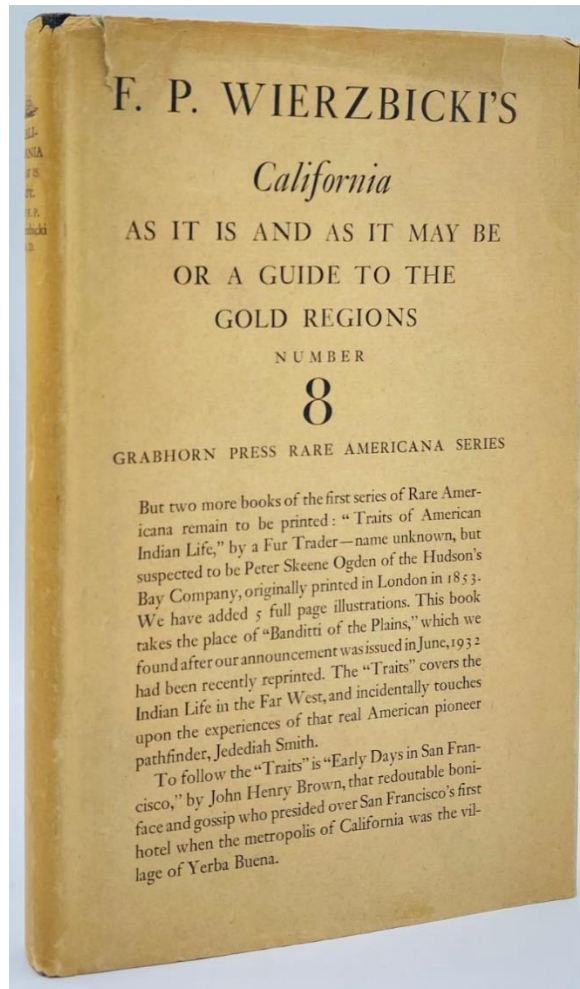 F. P. WIERZBICKI'S
California
AS IT IS AND AS IT MAY BE
OR A GUIDE TO THE
GOLD REGIONS
NUMBER
8
GRABHORN PRESS RARE AMERICANA SERIES
But two more books of the first series of Rare Amer-
icana remain to be printed: "Traits of American
Indian Life," by a Fur Trader—name unknown, but
suspected to be Peter Skeene Ogden of the Hudson's
Bay Company, originally printed in London in 1853.
We have added 5 full page illustrations. This book
takes the place of "Banditti of the Plains," which we
found after our announcement was issued in June, 1932
had been recently reprinted. The "Traits" covers the
Indian Life in the Far West, and incidentally touches
upon the experiences of that real American pioneer
pathfinder, Jedediah Smith.
To follow the "Traits" is "Early Days in San Fran-
cisco," by John Henry Brown, that redoutable boni-
face and gossip who presided over San Francisco's first
hotel when the metropolis of California was the vil-
lage of Yerba Buena.